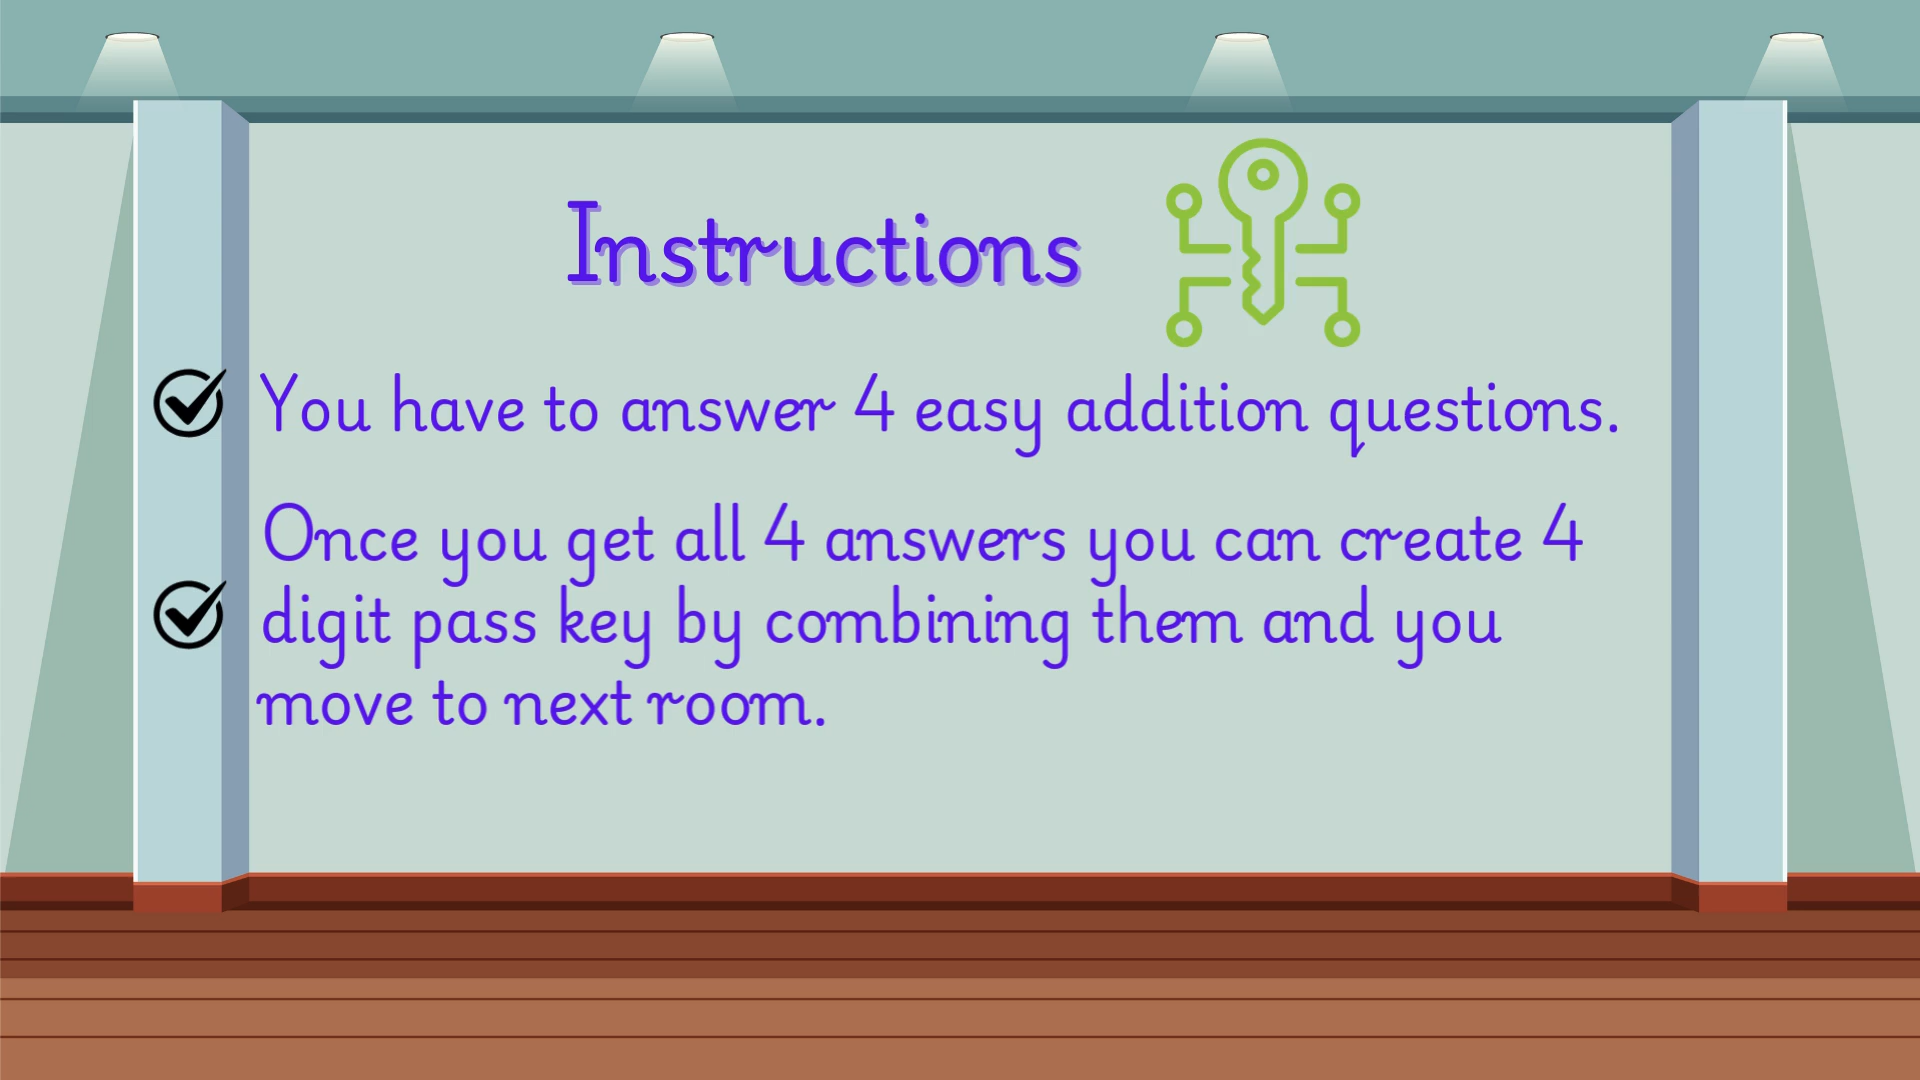 Instructions
You have to answer 4 easy addition questions.
Once you get all 4 answers you can create 4
digit pass key by combining them and you
move to next room.